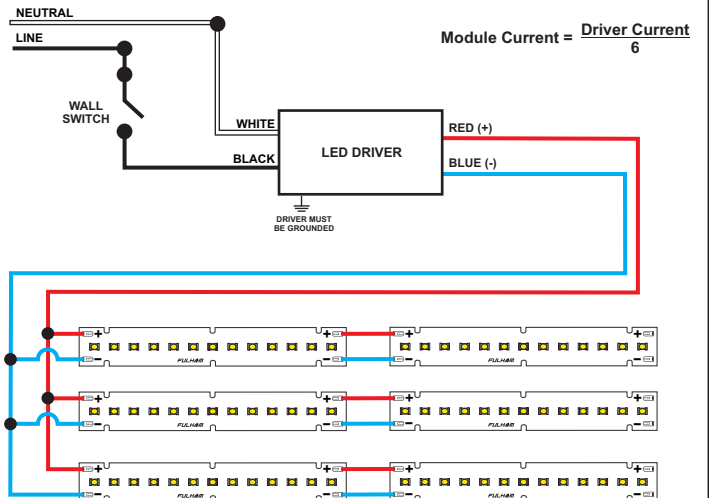 NEUTRAL
LINE
Module Current = Driver Current
6
WALL
SWITCH
WHITE
BLACK
LED DRIVER
RED (+)
BLUE (-)
DRIVER MUST
BE GROUNDED
+ + + +
FULHAM FULHAM
- - - -
+ + + +
FULHAM FULHAM
- - - -
+ + + +
FULHAM FULHAM
- - - -